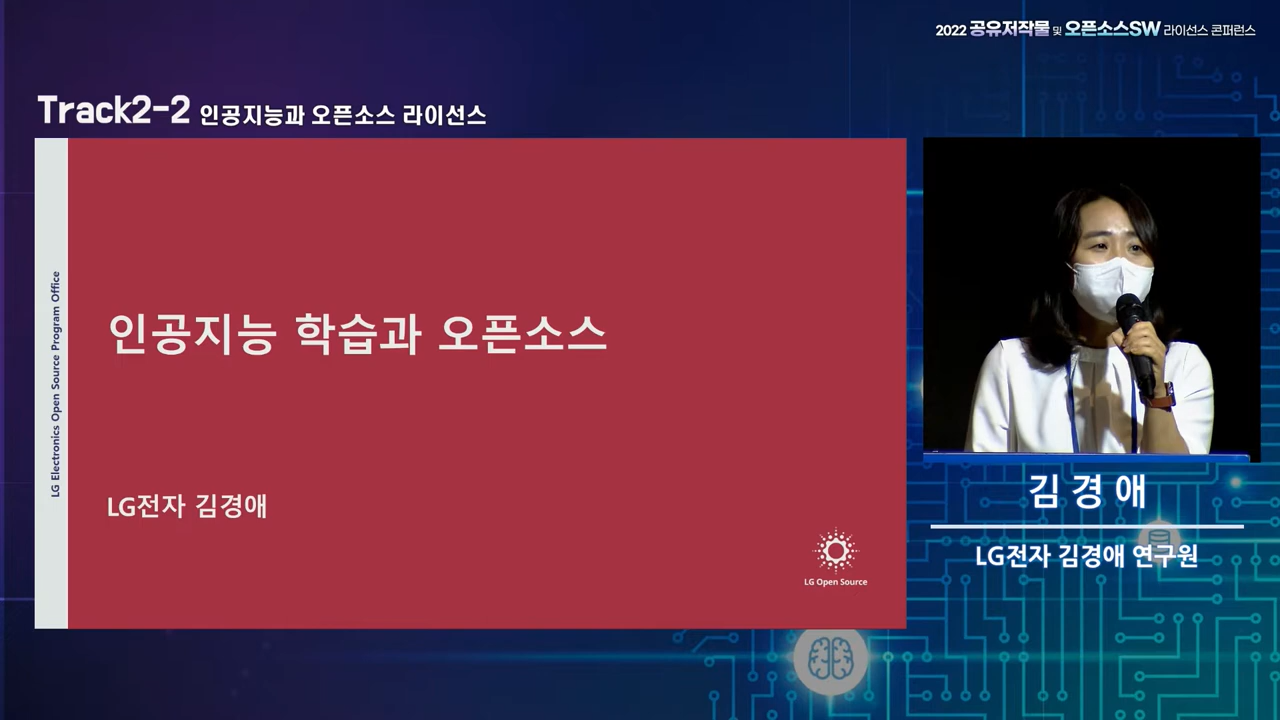 2022 공유저작물 및 오픈소스SW 라이선스 콘퍼런스
Track2-2 인공지능과 오픈소스 라이선스
LG Electronics Open Source Program Office
인공지능 학습과 오픈소스
LG전자 김경애
LG Open Source
김경애
LG전자 김경애 연구원